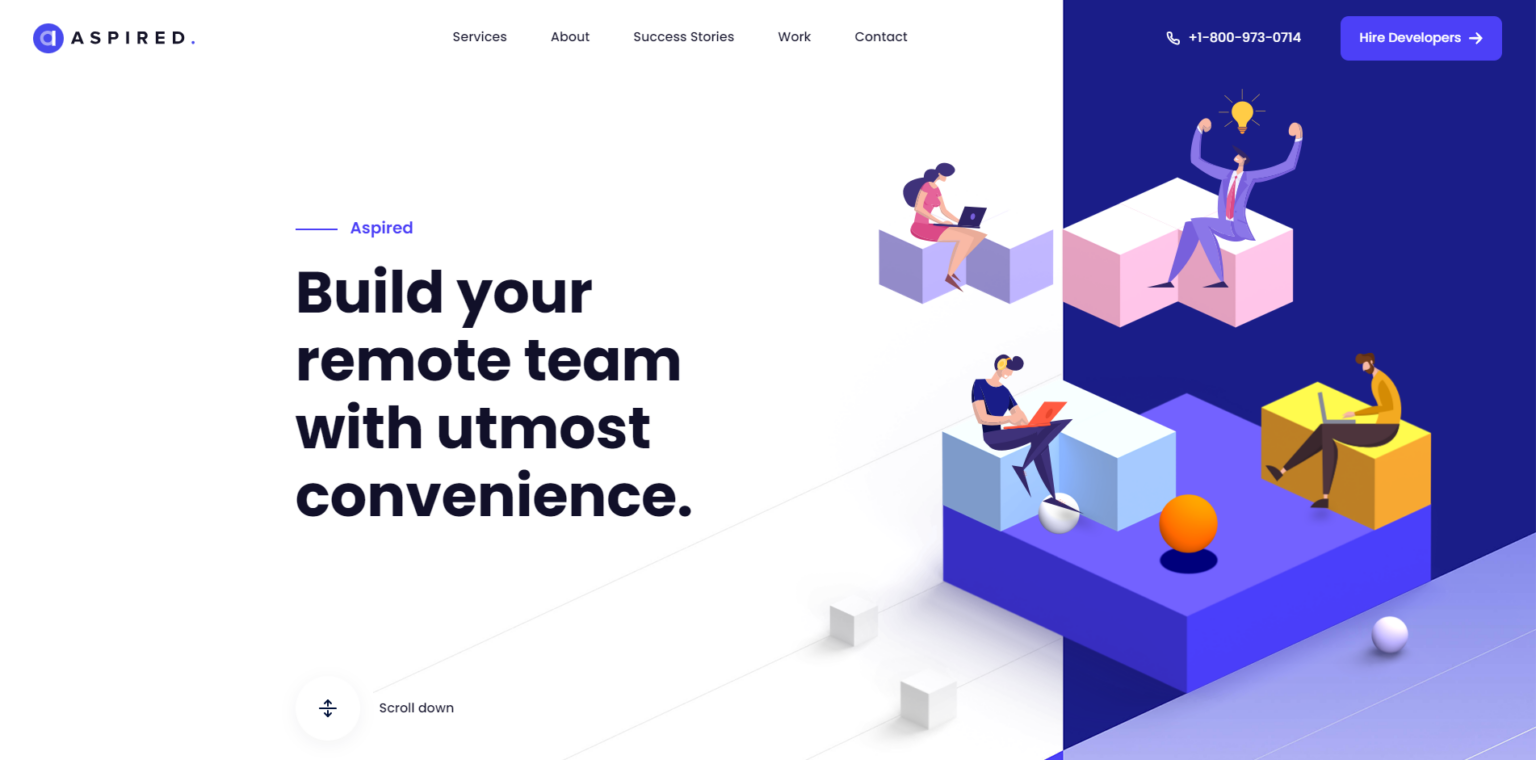 ASPIRED.
Services About Success Stories Work Contact
+1-800-973-0714
Hire Developers
Aspired
Build your
remote team
with utmost
convenience.
Scroll down